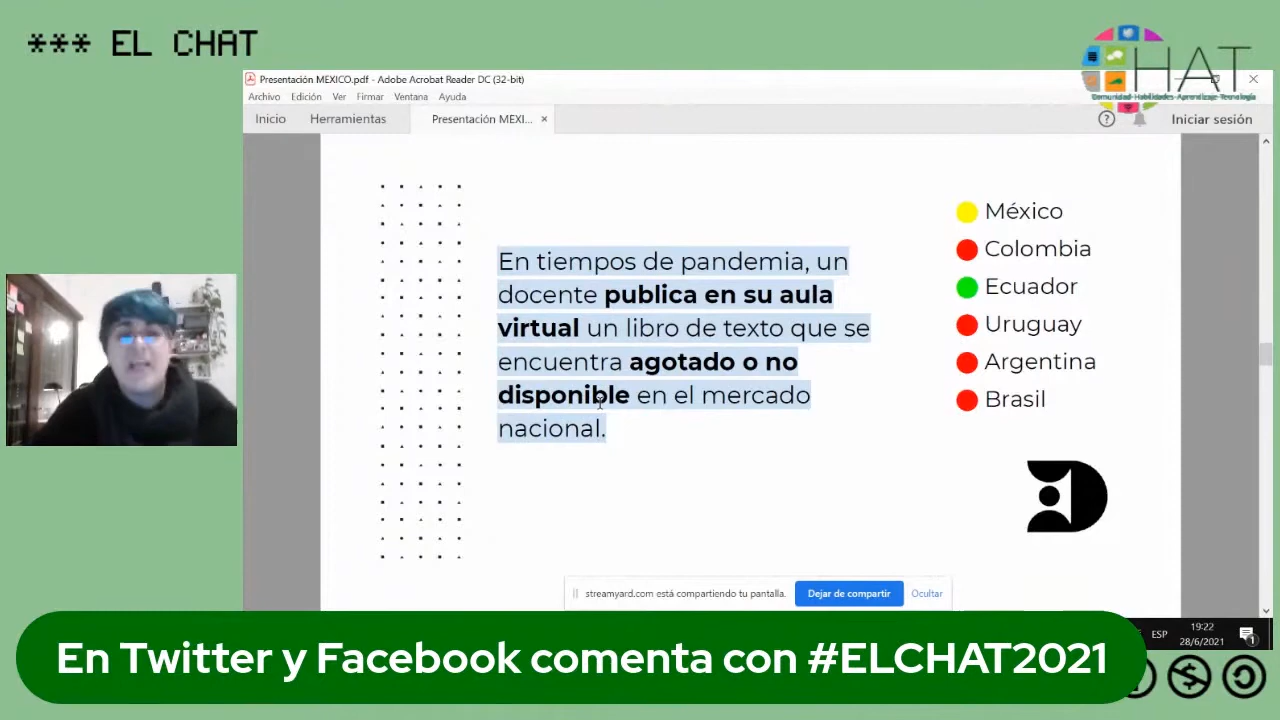 *** EL CHAT
HAT
Comunidad-Habilidades-Aprendizaje-Tecnología
Presentación MEXICO.pdf - Adobe Acrobat Reader DC (32-bit)
Archivo Edición Ver Firmar Ventana Ayuda
Inicio Herramientas Presentación MEXI... × Iniciar sesión
En tiempos de pandemia, un
docente publica en su aula
virtual un libro de texto que se
encuentra agotado o no
disponible en el mercado
nacional.
México
Colombia
Ecuador
Uruguay
Argentina
Brasil
streamyard.com está compartiendo tu pantalla. Dejar de compartir Ocultar
ESP 19:22
28/6/2021
En Twitter y Facebook comenta con #ELCHAT2021